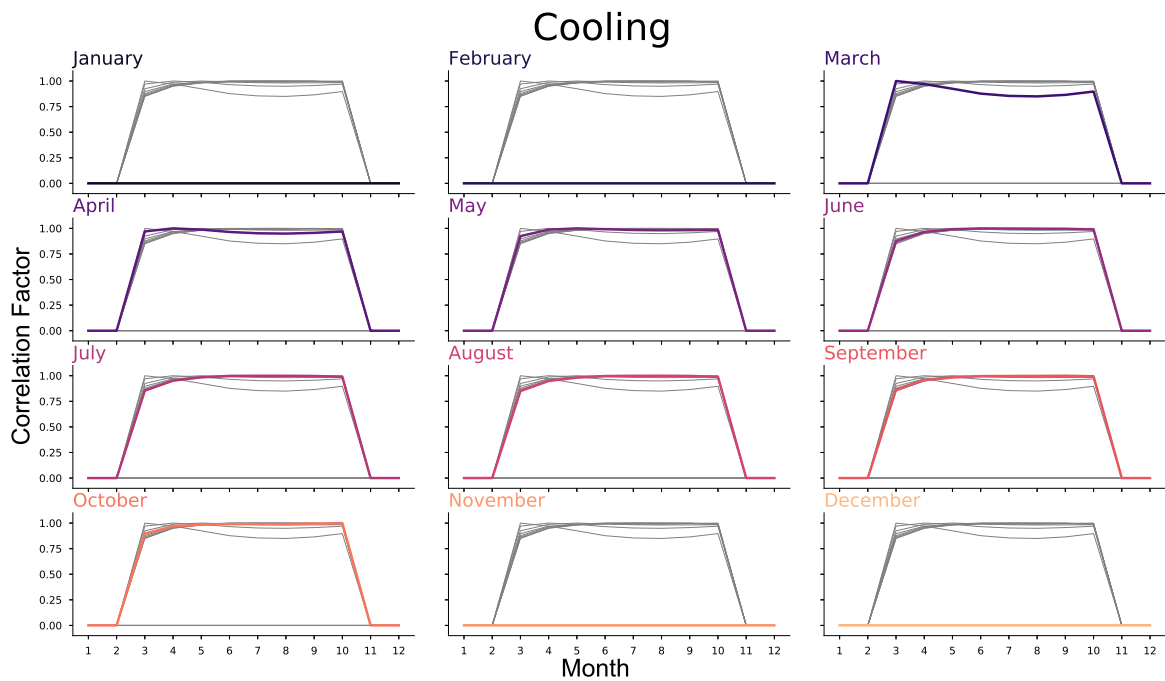 Cooling
January February March
1.00
0.75
0.50
0.25
0.00
April May June
1.00
0.75
0.50
0.25
0.00
Correlation Factor
July August September
1.00
0.75
0.50
0.25
0.00
October November December
1.00
0.75
0.50
0.25
0.00
1 2 3 4 5 6 7 8 9 10 11 12 1 2 3 4 5 6 7 8 9 10 11 12 1 2 3 4 5 6 7 8 9 10 11 12
Month